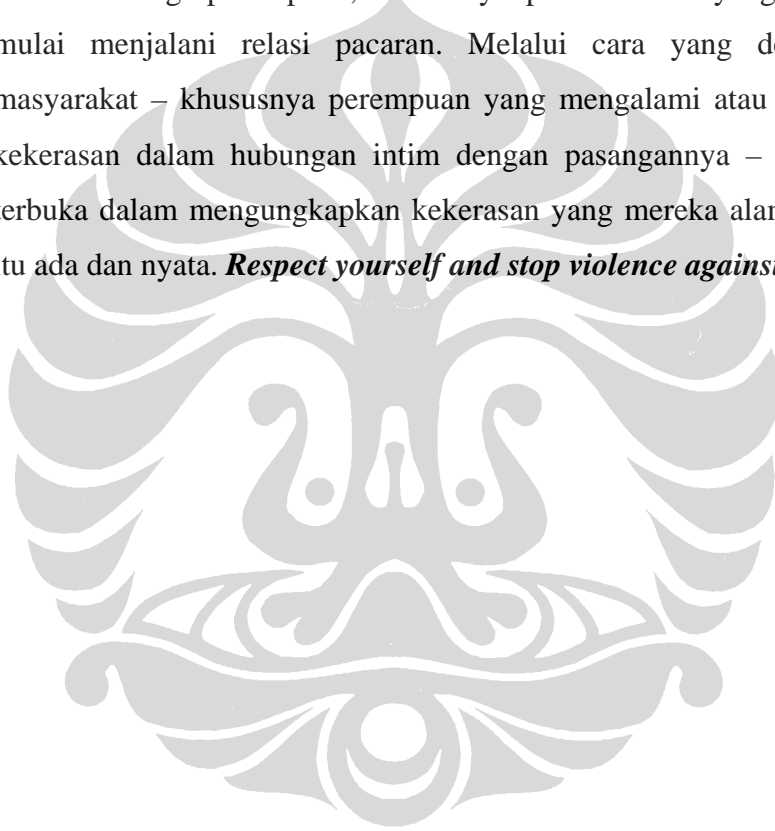 mulai menjalani relasi pacaran. Melalui cara yang
masyarakat – khususnya perempuan yang mengalami atau
kekerasan dalam hubungan intim dengan pasangannya –
terbuka dalam mengungkapkan kekerasan yang mereka
itu ada dan nyata. Respect yourself and stop violence against